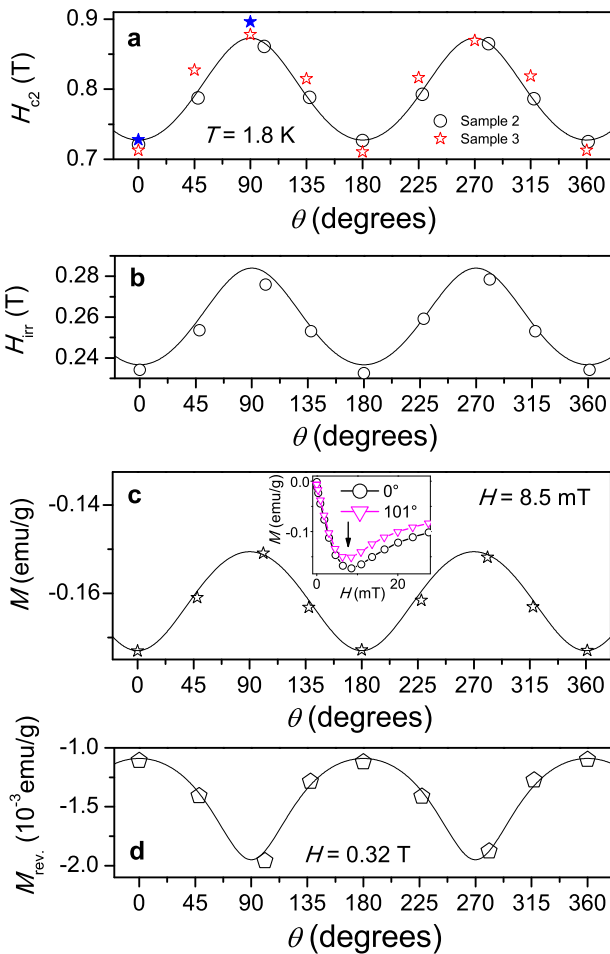 a
H_c2 (T)
0.9
0.8
0.7
T = 1.8 K
Sample 2
Sample 3
0 45 90 135 180 225 270 315 360
θ (degrees)
b
H_irr (T)
0.28
0.26
0.24
0 45 90 135 180 225 270 315 360
θ (degrees)
c
M (emu/g)
-0.14
-0.16
H = 8.5 mT
M (emu/g)
0.0
-0.1
0°
101°
0 20
H (mT)
0 45 90 135 180 225 270 315 360
θ (degrees)
M_rev. (10⁻³ emu/g)
-1.0
-1.5
-2.0
d
H = 0.32 T
0 45 90 135 180 225 270 315 360
θ (degrees)